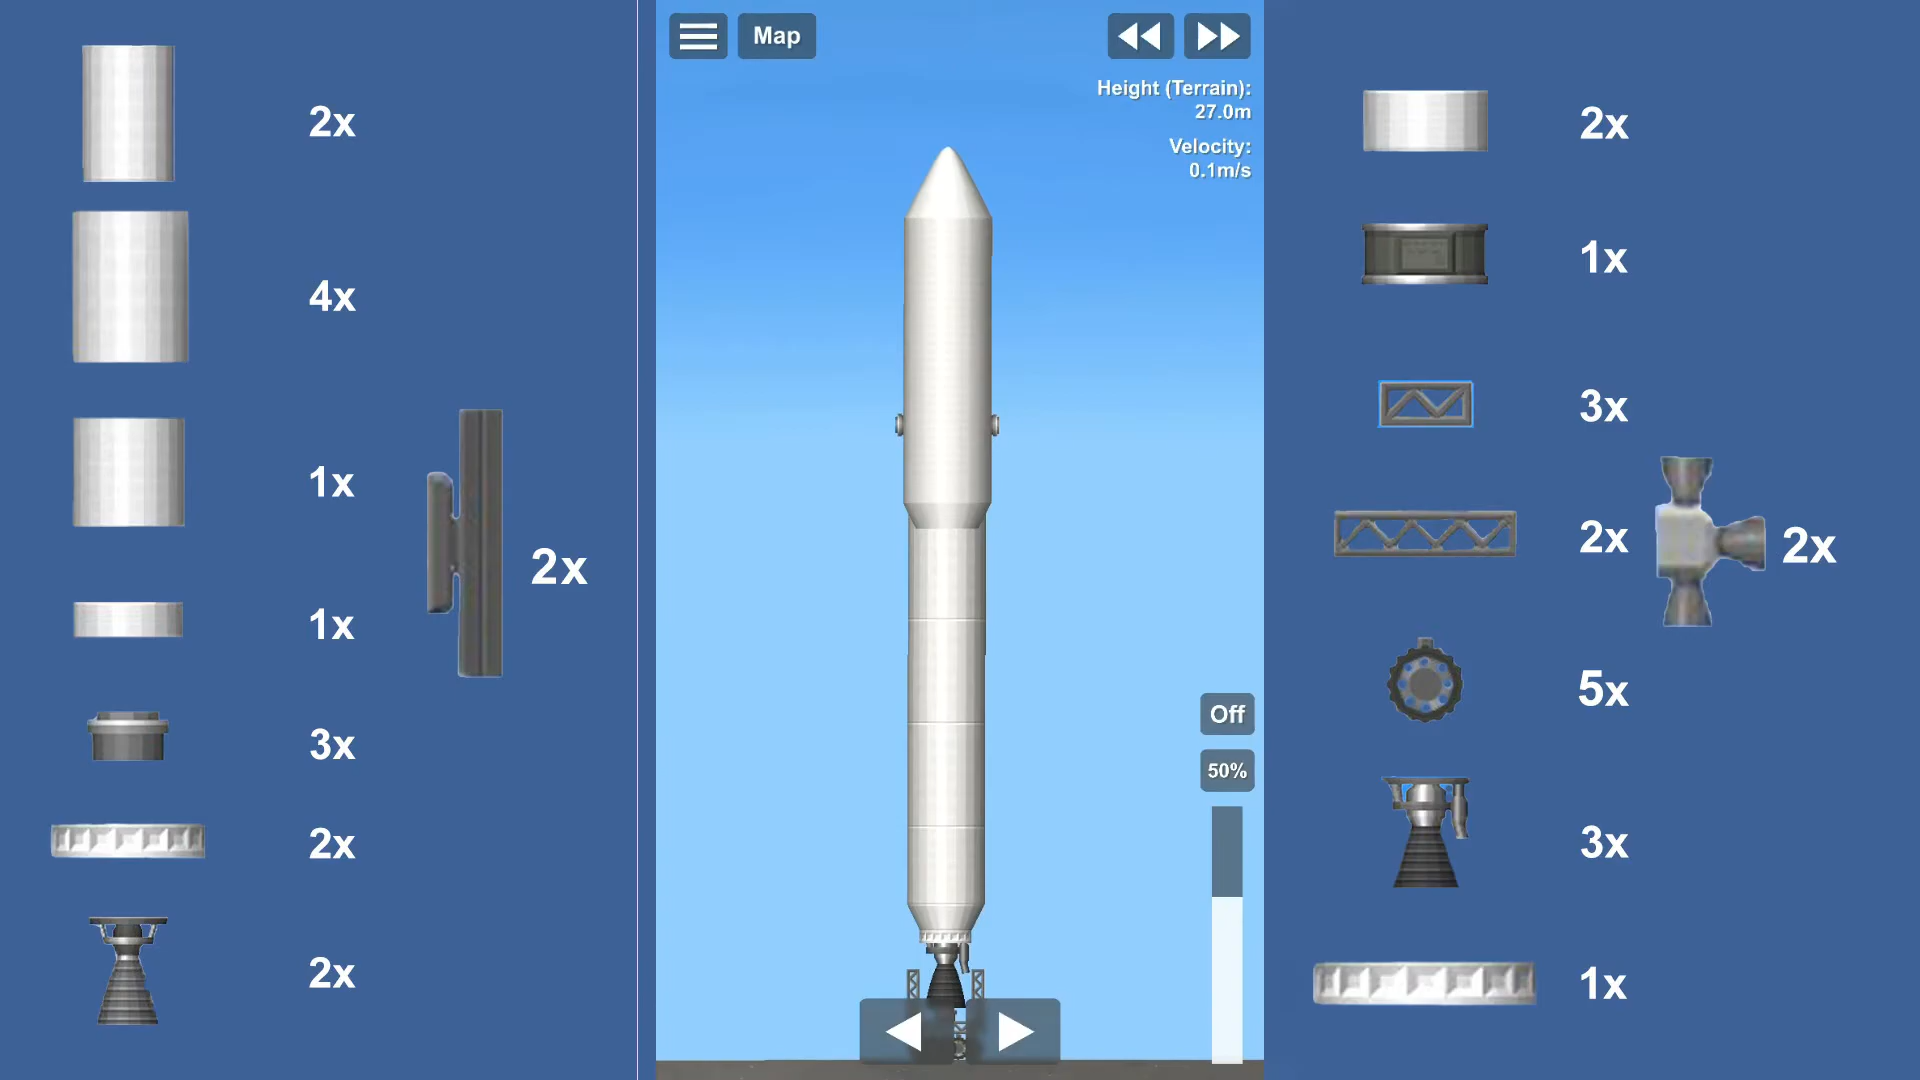 2x
4x
1x
1x
2x
3x
2x
2x
Map
Height (Terrain):
27.0m
Velocity:
0.1m/s
Off
50%
2x
1x
3x
2x
2x
5x
3x
1x